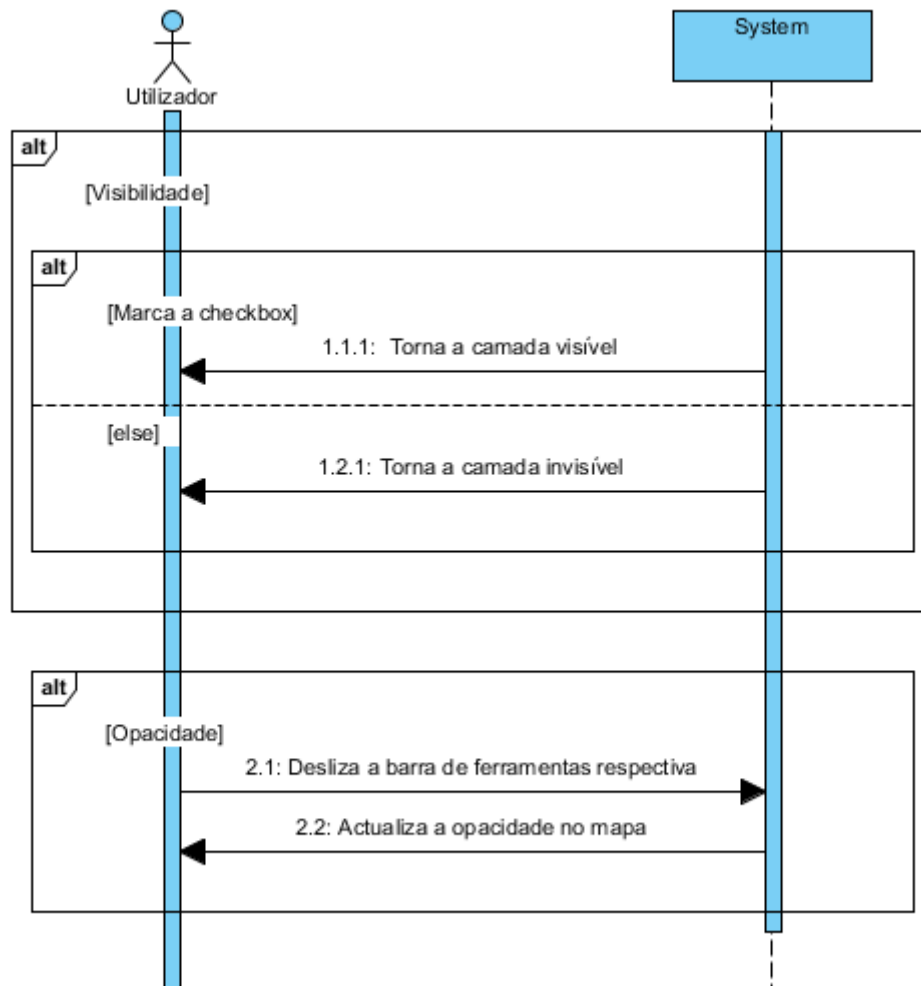 System
Utilizador
alt
[Visibilidade]
alt
[Marca a checkbox]
1.1.1: Torna a camada visível
[else]
1.2.1: Torna a camada invisível
alt
[Opacidade]
2.1: Desliza a barra de ferramentas respectiva
2.2: Actualiza a opacidade no mapa